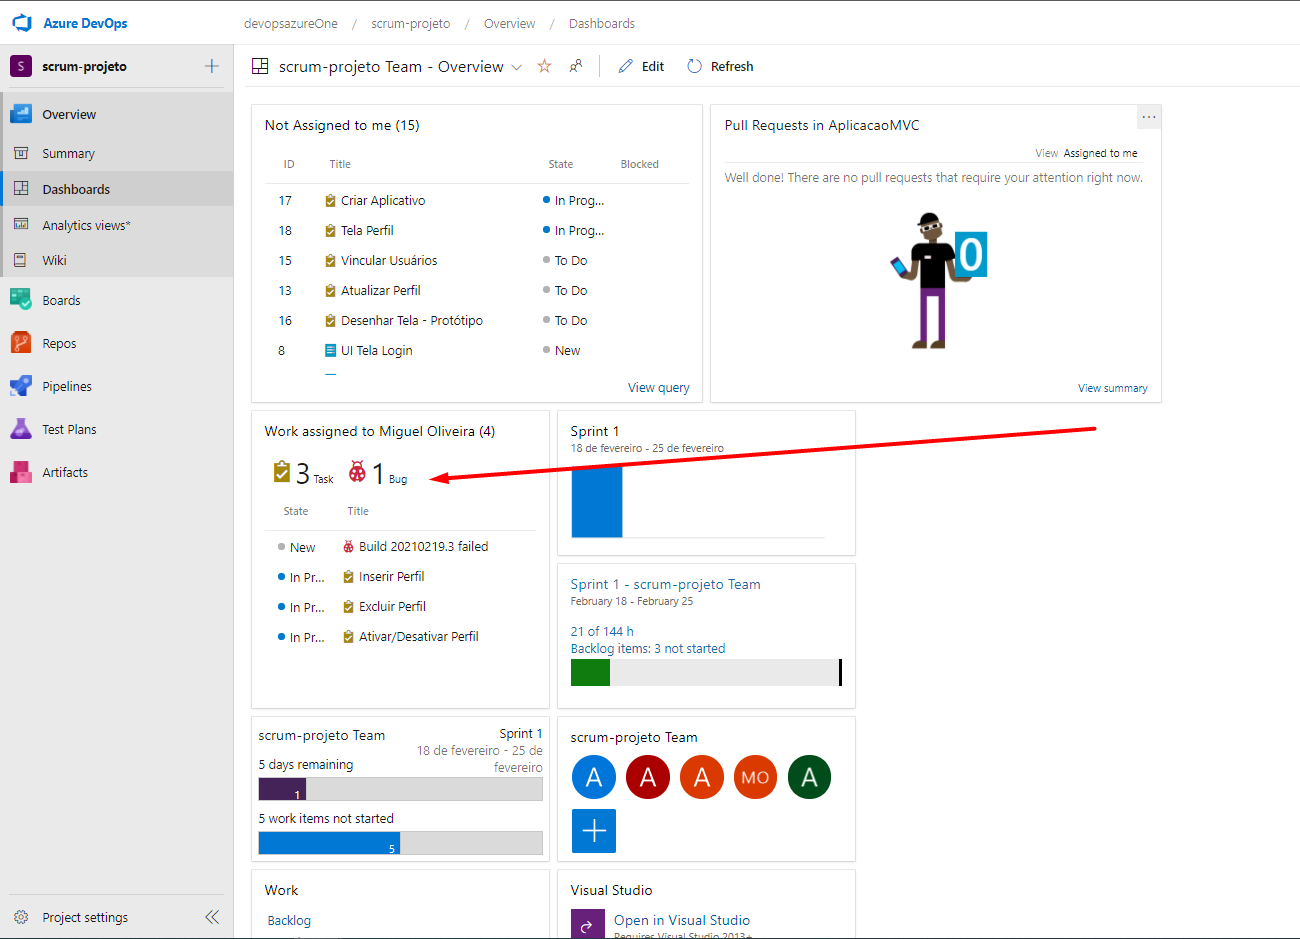 Azure DevOps
devopsazureOne / scrum-projeto / Overview / Dashboards
S scrum-projeto
Overview
Summary
Dashboards
Analytics views*
Wiki
Boards
Repos
Pipelines
Test Plans
Artifacts
Project settings
scrum-projeto Team - Overview
Edit
Refresh
Not Assigned to me (15)
ID Title State Blocked
17 Criar Aplicativo In Prog...
18 Tela Perfil In Prog...
15 Vincular Usuários To Do
13 Atualizar Perfil To Do
16 Desenhar Tela - Protótipo To Do
8 UI Tela Login New
View query
Pull Requests in AplicacaoMVC
...
View Assigned to me
Well done! There are no pull requests that require your attention right now.
0
View summary
Work assigned to Miguel Oliveira (4)
3 Task 1 Bug
State Title
New Build 20210219.3 failed
In Pr... Inserir Perfil
In Pr... Excluir Perfil
In Pr... Ativar/Desativar Perfil
Sprint 1
18 de fevereiro - 25 de fevereiro
Sprint 1 - scrum-projeto Team
February 18 - February 25
21 of 144 h
Backlog items: 3 not started
scrum-projeto Team
Sprint 1
18 de fevereiro - 25 de
fevereiro
5 days remaining
1
5 work items not started
5
scrum-projeto Team
A A A MO A
Work
Backlog
Visual Studio
Open in Visual Studio
Requires Visual Studio 2013+